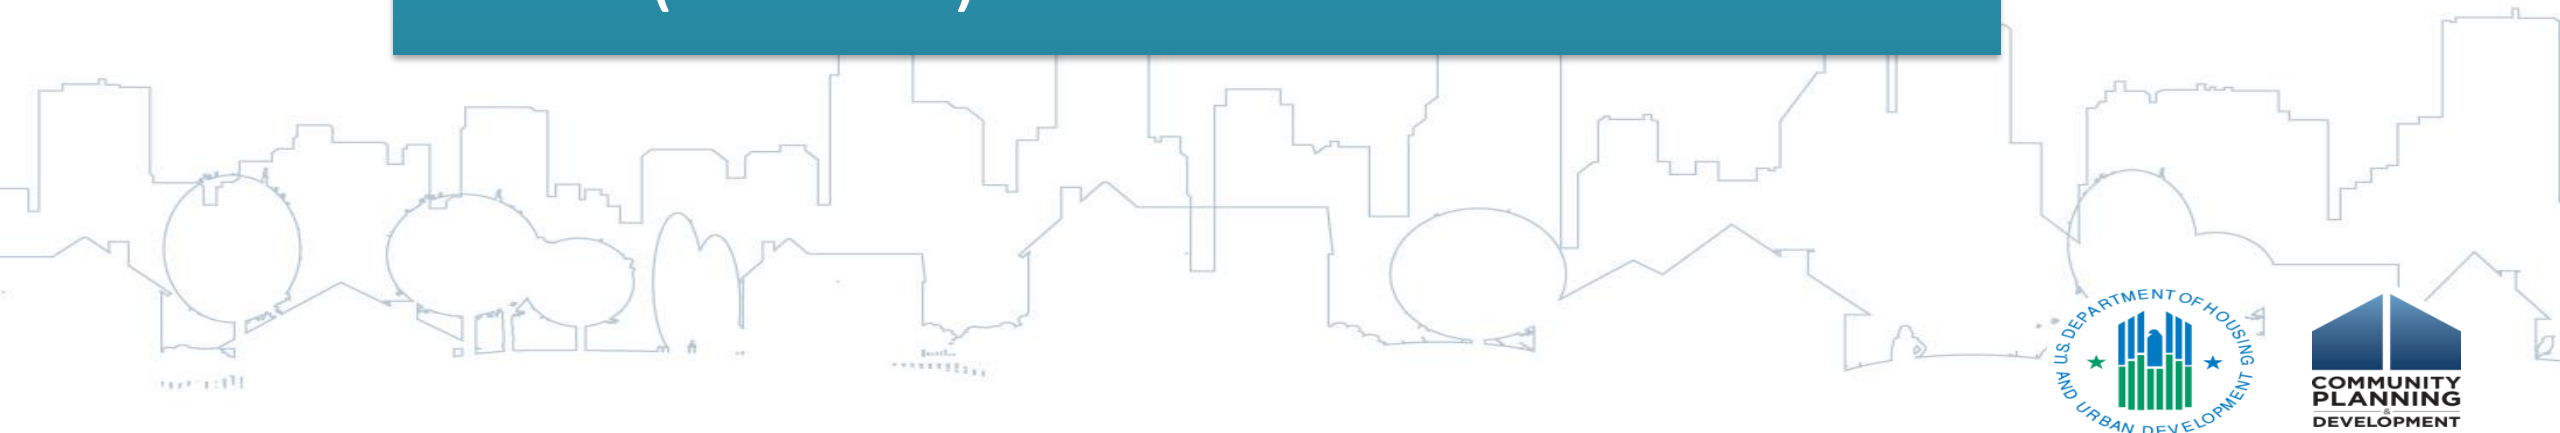 ( )
U.S. DEPARTMENT OF HOUSING
AND URBAN DEVELOPMENT
COMMUNITY
PLANNING
&
DEVELOPMENT